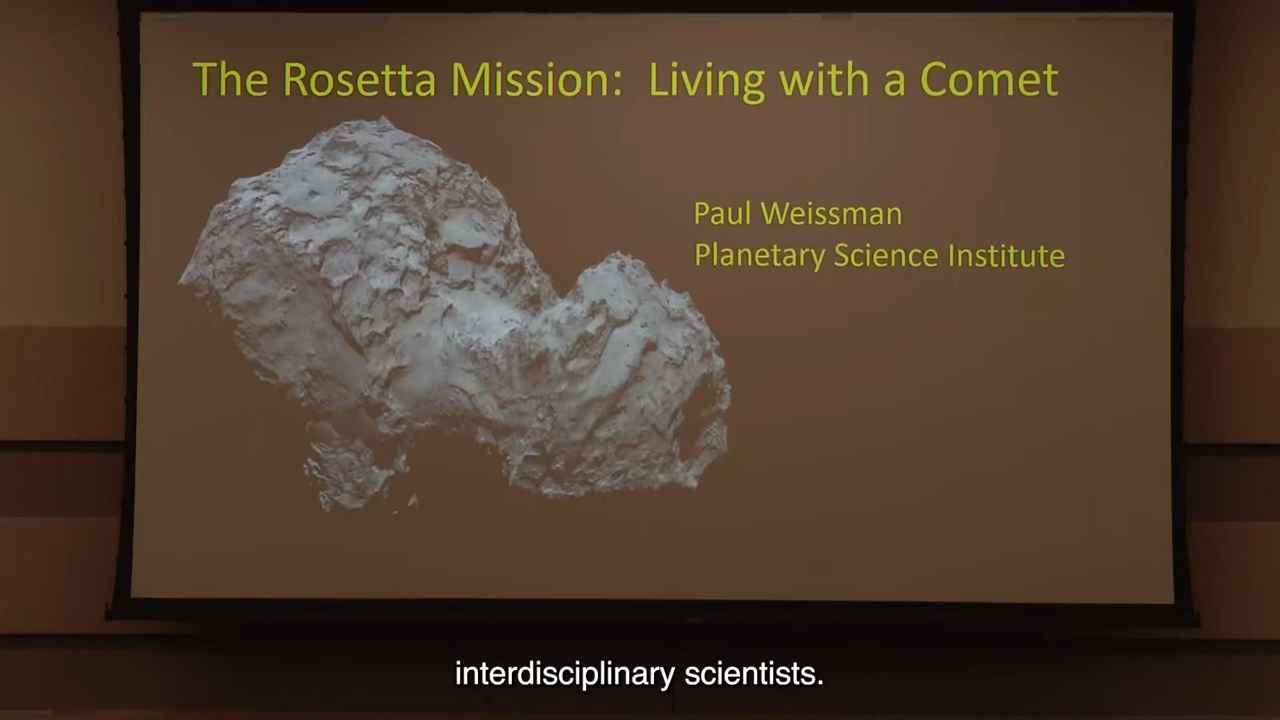 The Rosetta Mission: Living with a Comet
Paul Weissman
Planetary Science Institute
interdisciplinary scientists.